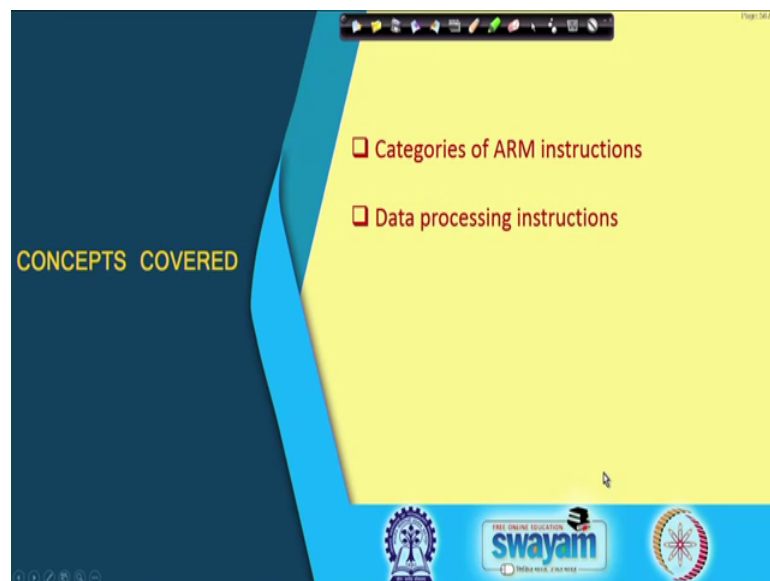 CONCEPTS COVERED
❑ Categories of ARM instructions
❑ Data processing instructions
FREE ONLINE EDUCATION
swayam